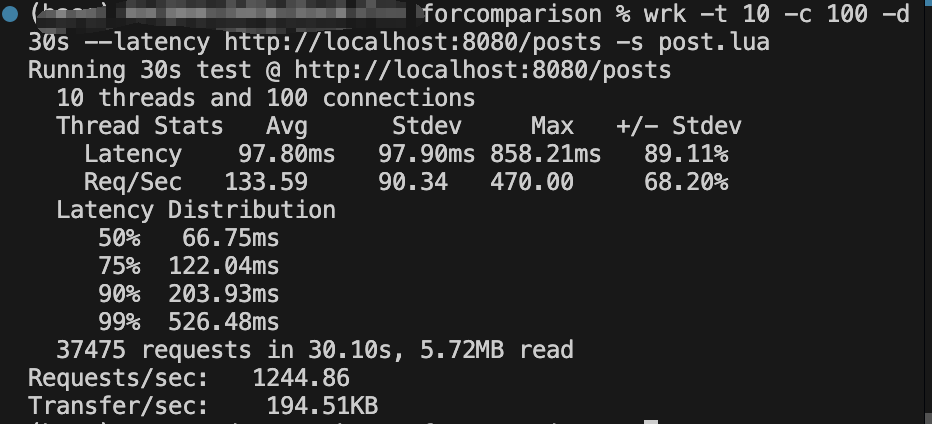 forcomparison % wrk -t 10 -c 100 -d
30s --latency http://localhost:8080/posts -s post.lua
Running 30s test @ http://localhost:8080/posts
10 threads and 100 connections
Thread Stats Avg Stdev Max +/- Stdev
Latency 97.80ms 97.90ms 858.21ms 89.11%
Req/Sec 133.59 90.34 470.00 68.20%
Latency Distribution
50% 66.75ms
75% 122.04ms
90% 203.93ms
99% 526.48ms
37475 requests in 30.10s, 5.72MB read
Requests/sec: 1244.86
Transfer/sec: 194.51KB